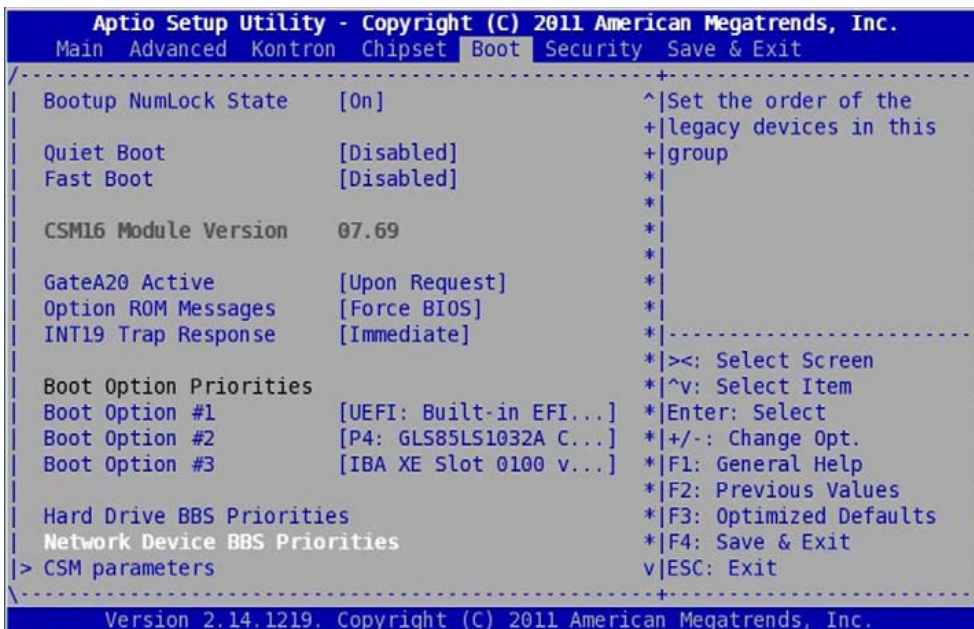 Aptio Setup Utility - Copyright (C) 2011 American Megatrends, Inc.
Main Advanced Kontron Chipset Boot Security Save & Exit
/----------------------------------------------------+------------------------
| Bootup NumLock State [On] ^|Set the order of the
| +|legacy devices in this
| Quiet Boot [Disabled] +|group
| Fast Boot [Disabled] *|
| *|
| CSM16 Module Version 07.69 *|
| *|
| GateA20 Active [Upon Request] *|
| Option ROM Messages [Force BIOS] *|
| INT19 Trap Response [Immediate] *|------------------------
| *|><: Select Screen
| Boot Option Priorities *|^v: Select Item
| Boot Option #1 [UEFI: Built-in EFI...] *|Enter: Select
| Boot Option #2 [P4: GLS85LS1032A C...] *|+/-: Change Opt.
| Boot Option #3 [IBA XE Slot 0100 v...] *|F1: General Help
| *|F2: Previous Values
| Hard Drive BBS Priorities *|F3: Optimized Defaults
| Network Device BBS Priorities *|F4: Save & Exit
|> CSM parameters v|ESC: Exit
\----------------------------------------------------+------------------------
Version 2.14.1219. Copyright (C) 2011 American Megatrends, Inc.